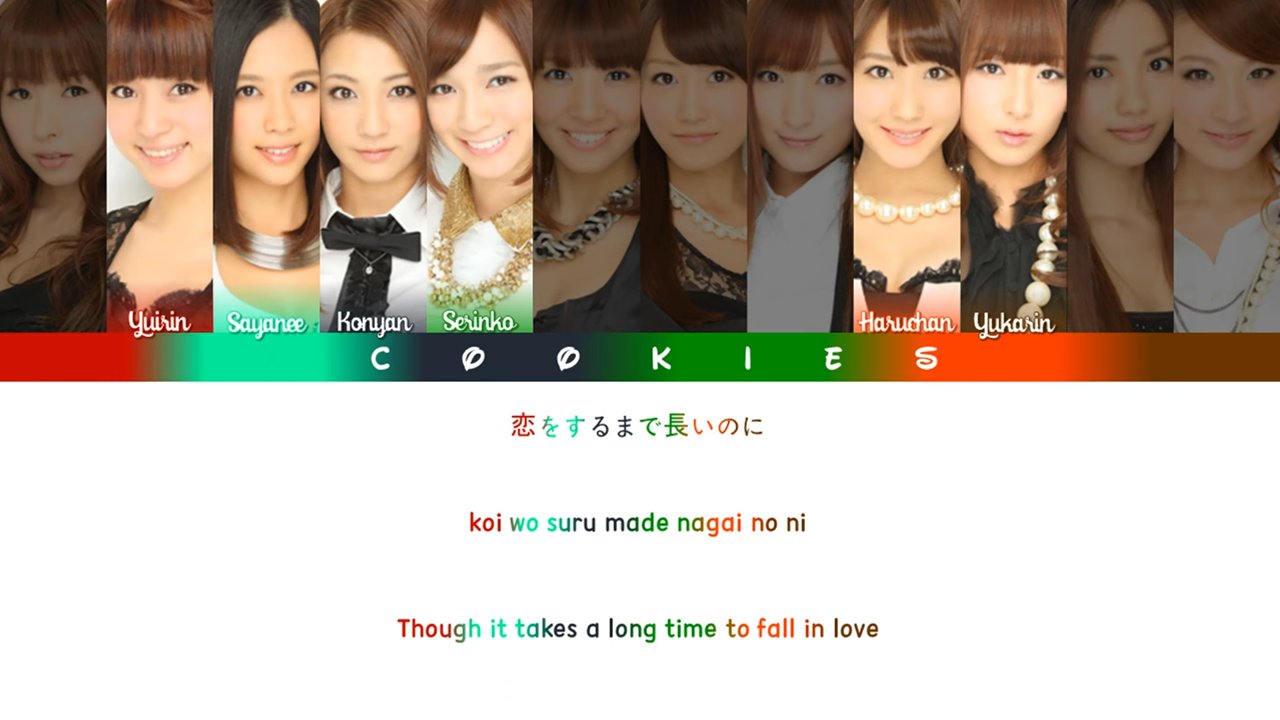 Yuirin Sayanee Konyan Serinko Haruchan Yukarin
COOKIES
恋をするまで長いのに
koi wo suru made nagai no ni
Though it takes a long time to fall in love